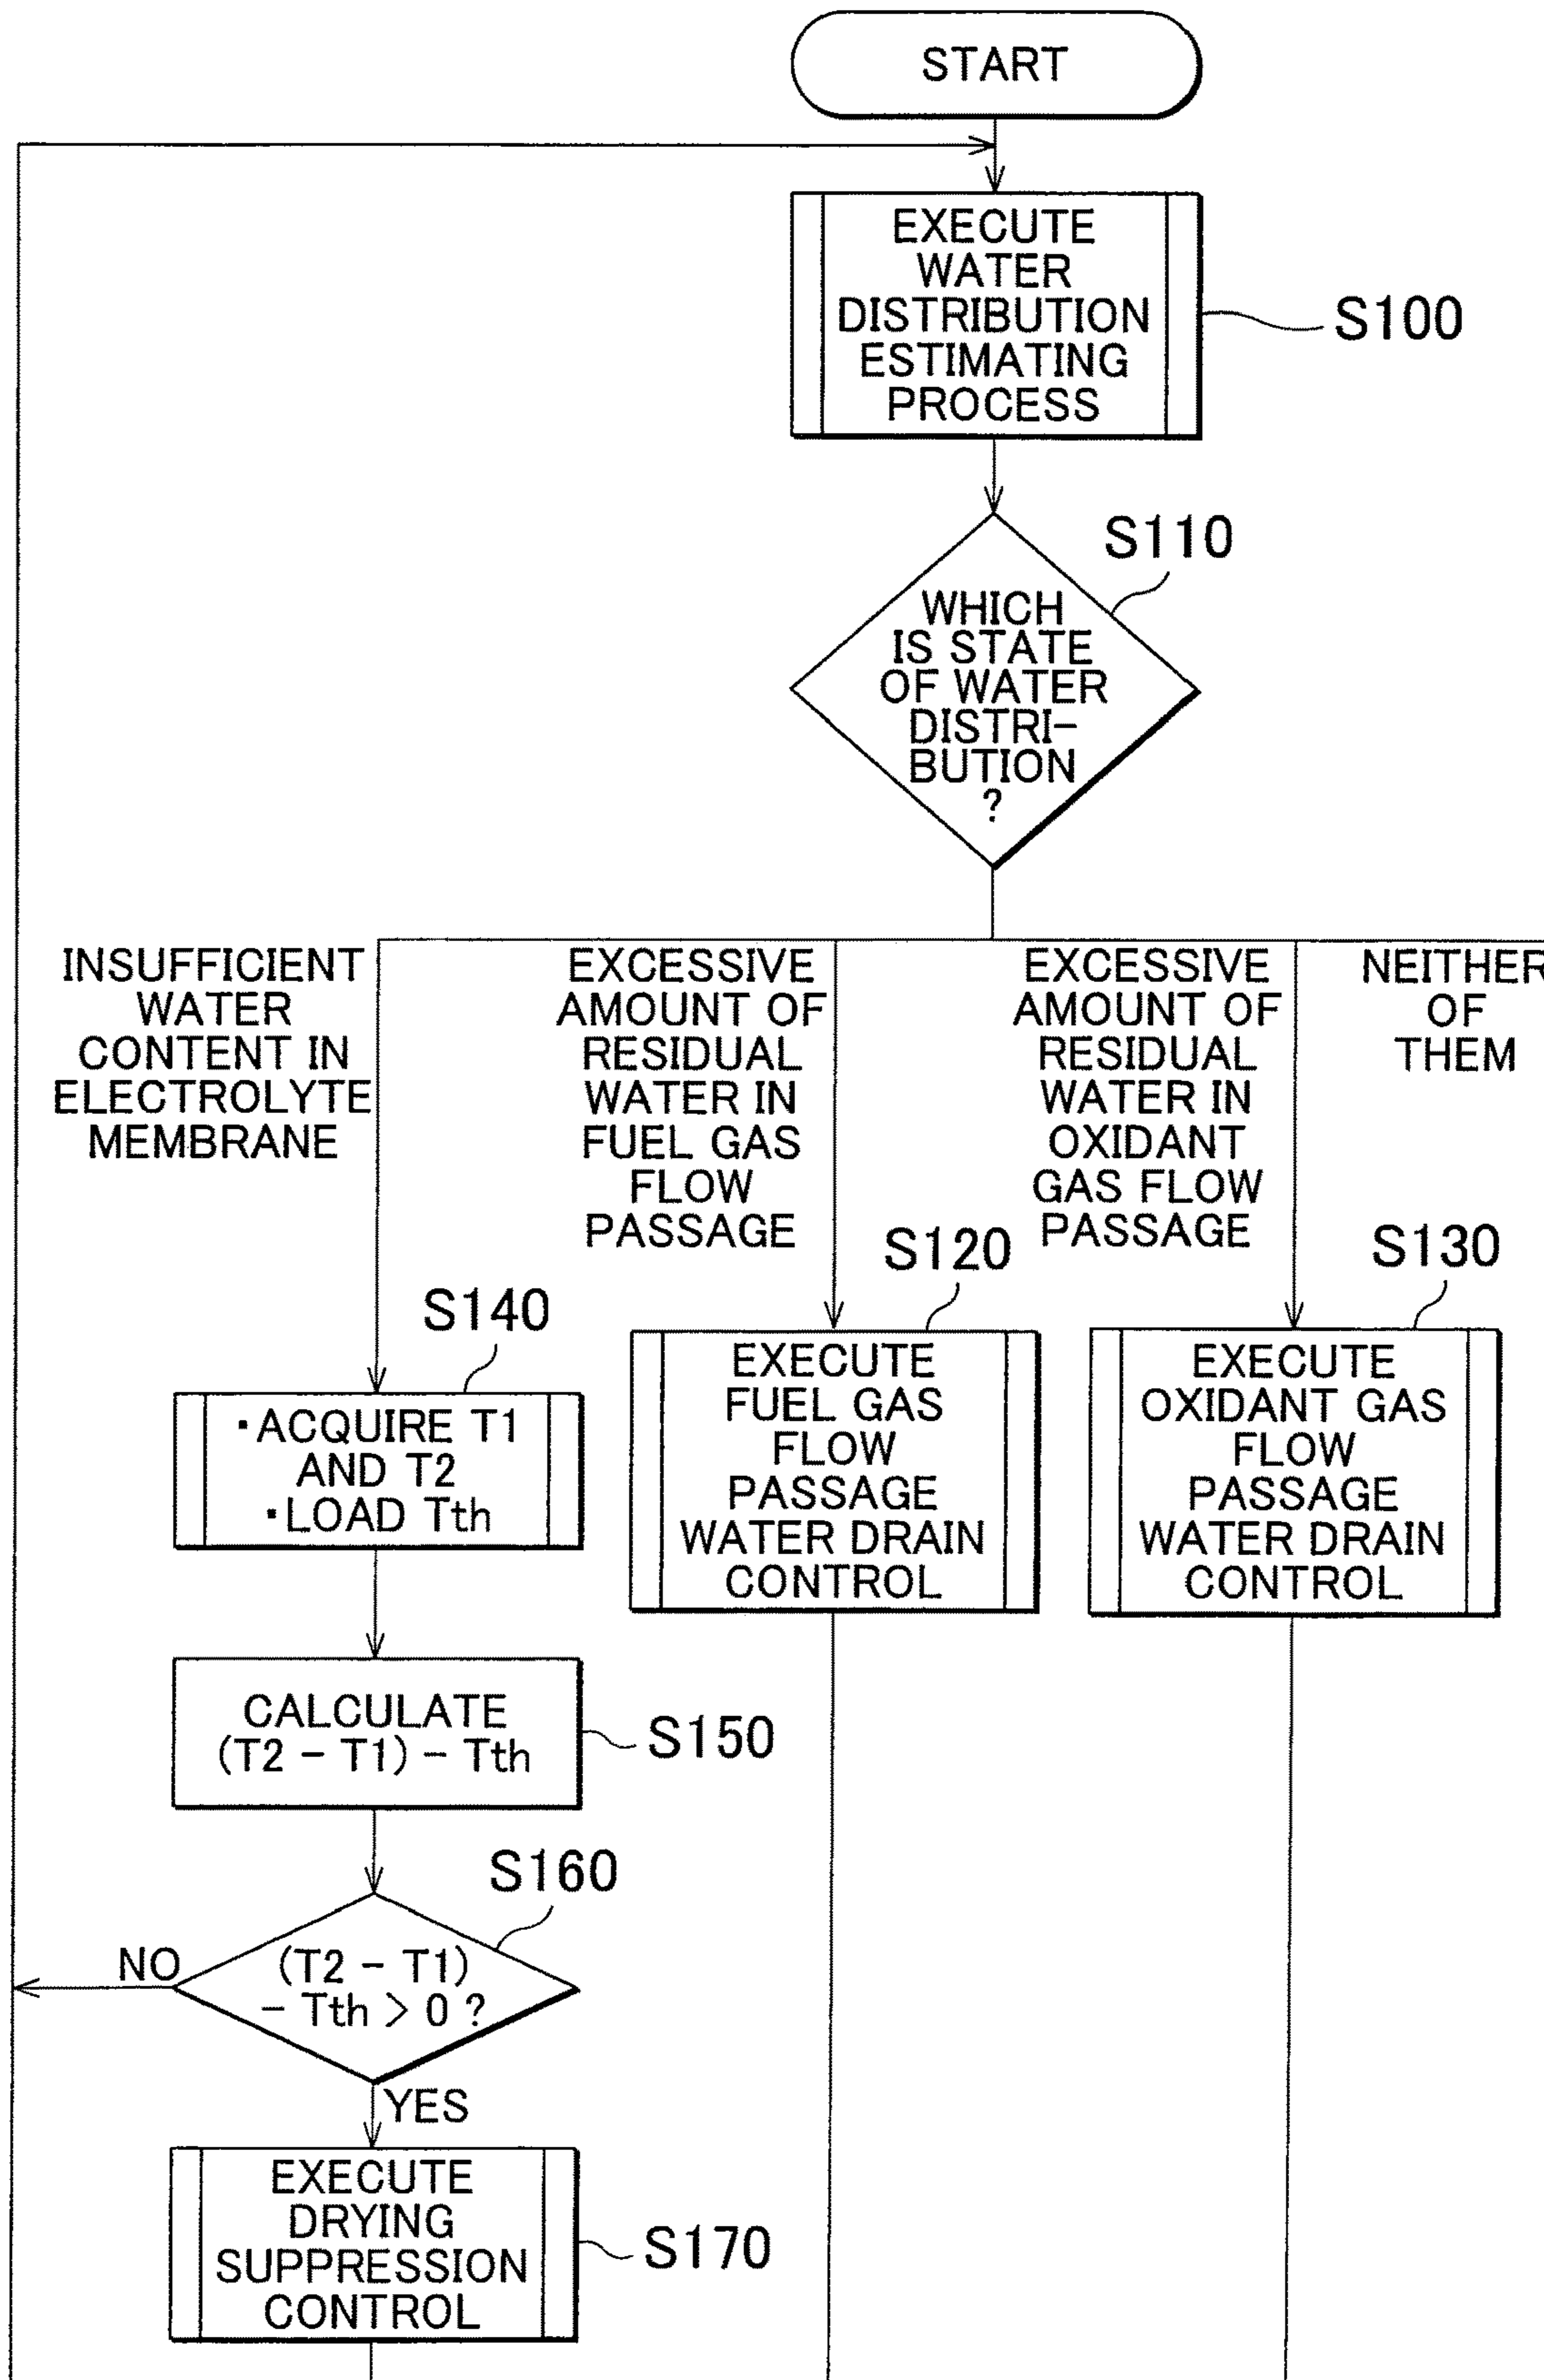 START
EXECUTE
WATER
DISTRIBUTION
ESTIMATING
PROCESS
S100
S110
WHICH
IS STATE
OF WATER
DISTRI-
BUTION
?
INSUFFICIENT
WATER
CONTENT IN
ELECTROLYTE
MEMBRANE
EXCESSIVE
AMOUNT OF
RESIDUAL
WATER IN
FUEL GAS
FLOW
PASSAGE
EXCESSIVE
AMOUNT OF
RESIDUAL
WATER IN
OXIDANT
GAS FLOW
PASSAGE
NEITHER
OF
THEM
S140
・ACQUIRE T1
AND T2
・LOAD Tth
S120
EXECUTE
FUEL GAS
FLOW
PASSAGE
WATER DRAIN
CONTROL
S130
EXECUTE
OXIDANT GAS
FLOW
PASSAGE
WATER DRAIN
CONTROL
CALCULATE
(T2 - T1) - Tth
S150
S160
(T2 - T1)
- Tth > 0 ?
NO
YES
EXECUTE
DRYING
SUPPRESSION
CONTROL
S170